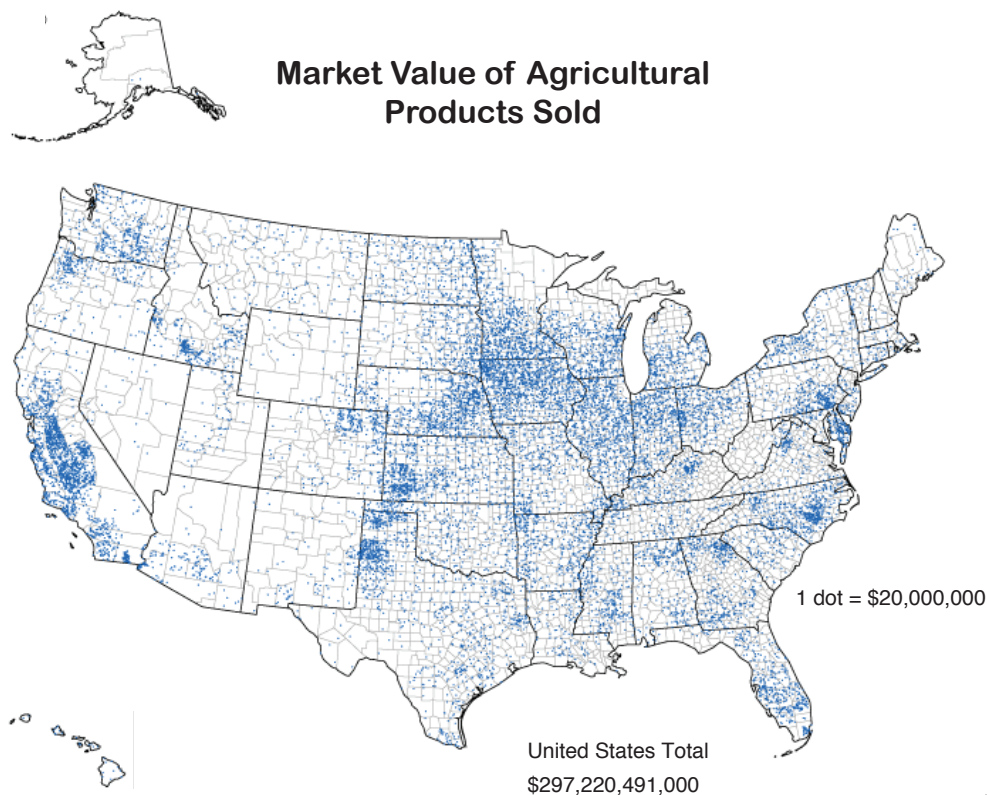 Market Value of Agricultural
Products Sold
1 dot = $20,000,000
United States Total
$297,220,491,000